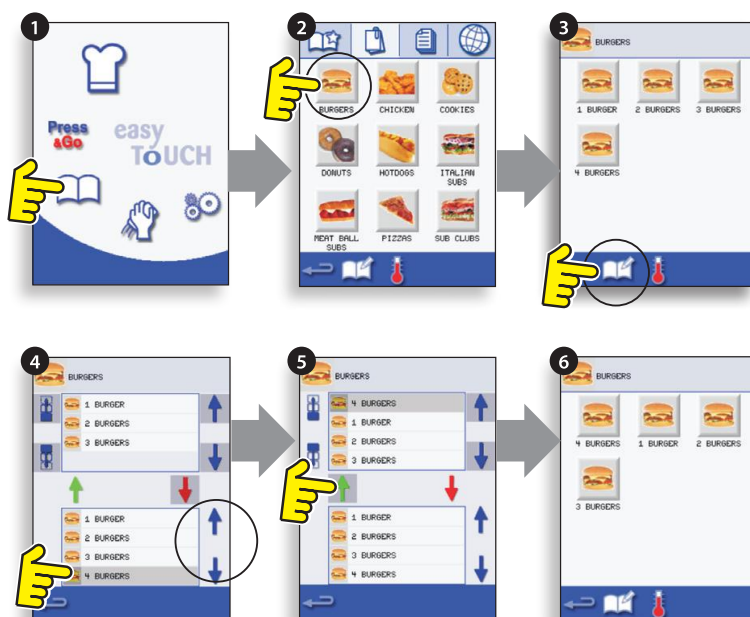 1
Press
&Go
easy
TOUCH
2
BURGERS
CHICKEN
COOKIES
DONUTS
HOTDOGS
ITALIAN
SUBS
MEAT BALL
SUBS
PIZZAS
SUB CLUBS
3
BURGERS
1 BURGER
2 BURGERS
3 BURGERS
4 BURGERS
4
BURGERS
1 BURGER
2 BURGERS
3 BURGERS
1 BURGER
2 BURGERS
3 BURGERS
4 BURGERS
5
BURGERS
4 BURGERS
1 BURGER
2 BURGERS
3 BURGERS
1 BURGER
2 BURGERS
3 BURGERS
4 BURGERS
6
BURGERS
4 BURGERS
1 BURGER
2 BURGERS
3 BURGERS